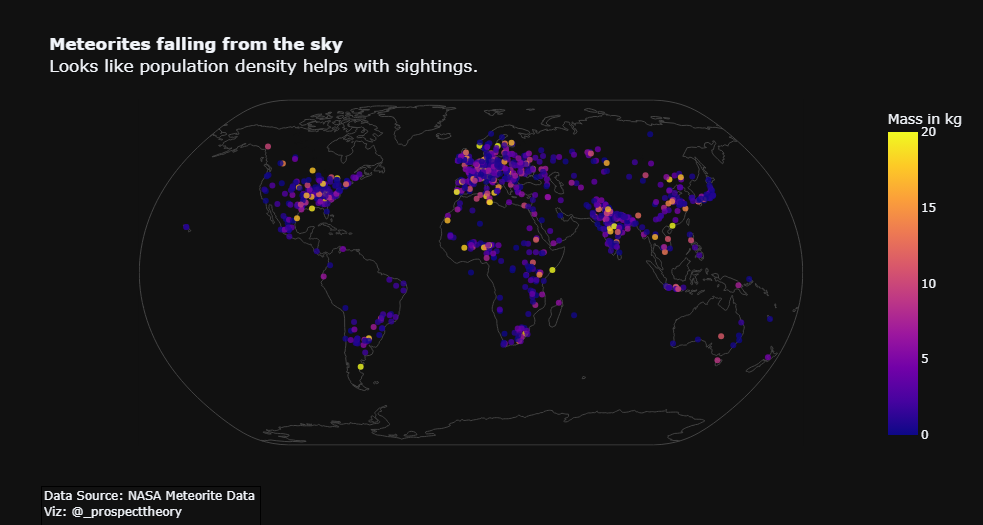 Meteorites falling from the sky
Looks like population density helps with sightings.
Mass in kg
20
15
10
5
0
Data Source: NASA Meteorite Data
Viz: @_prospecttheory